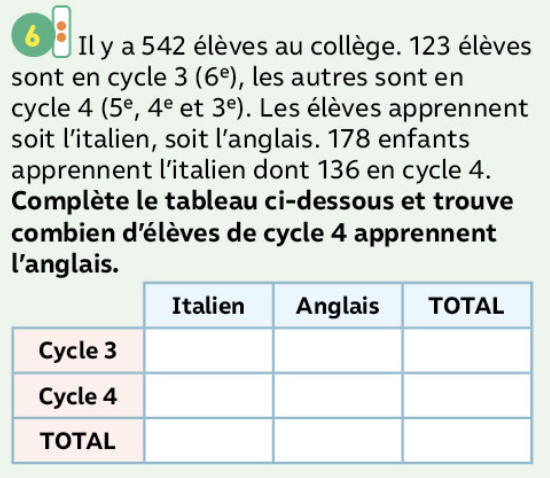 6 Il y a 542 élèves au collège. 123 élèves
sont en cycle 3 (6ᵉ), les autres sont en
cycle 4 (5ᵉ, 4ᵉ et 3ᵉ). Les élèves apprennent
soit l’italien, soit l’anglais. 178 enfants
apprennent l’italien dont 136 en cycle 4.
Complète le tableau ci-dessous et trouve
combien d’élèves de cycle 4 apprennent
l’anglais.
Italien Anglais TOTAL
Cycle 3
Cycle 4
TOTAL